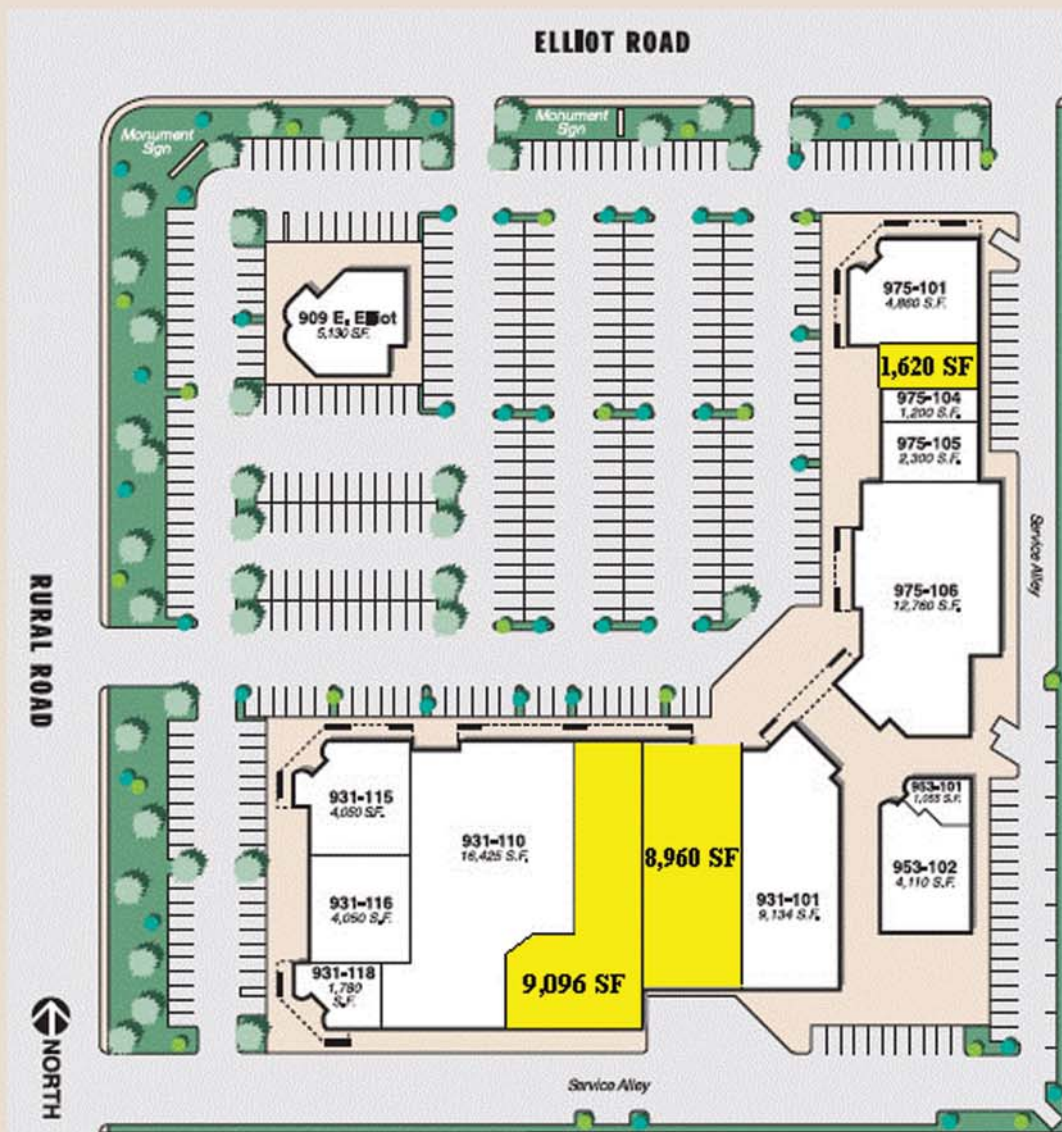 ELLIOT ROAD
Monument
Sign
Monument
Sign
975-101
4,860 S.F.
909 E. Elliot
5,130 S.F.
1,620 SF
975-104
1,200 S.F.
975-105
2,300 S.F.
Service Alley
RURAL ROAD
975-106
12,760 S.F.
931-115
4,050 S.F.
931-110
16,425 S.F.
8,960 SF
953-101
1,055 S.F.
953-102
4,110 S.F.
931-116
4,050 S.F.
931-101
9,134 S.F.
931-118
1,760
S.F.
9,096 SF
NORTH
Service Alley